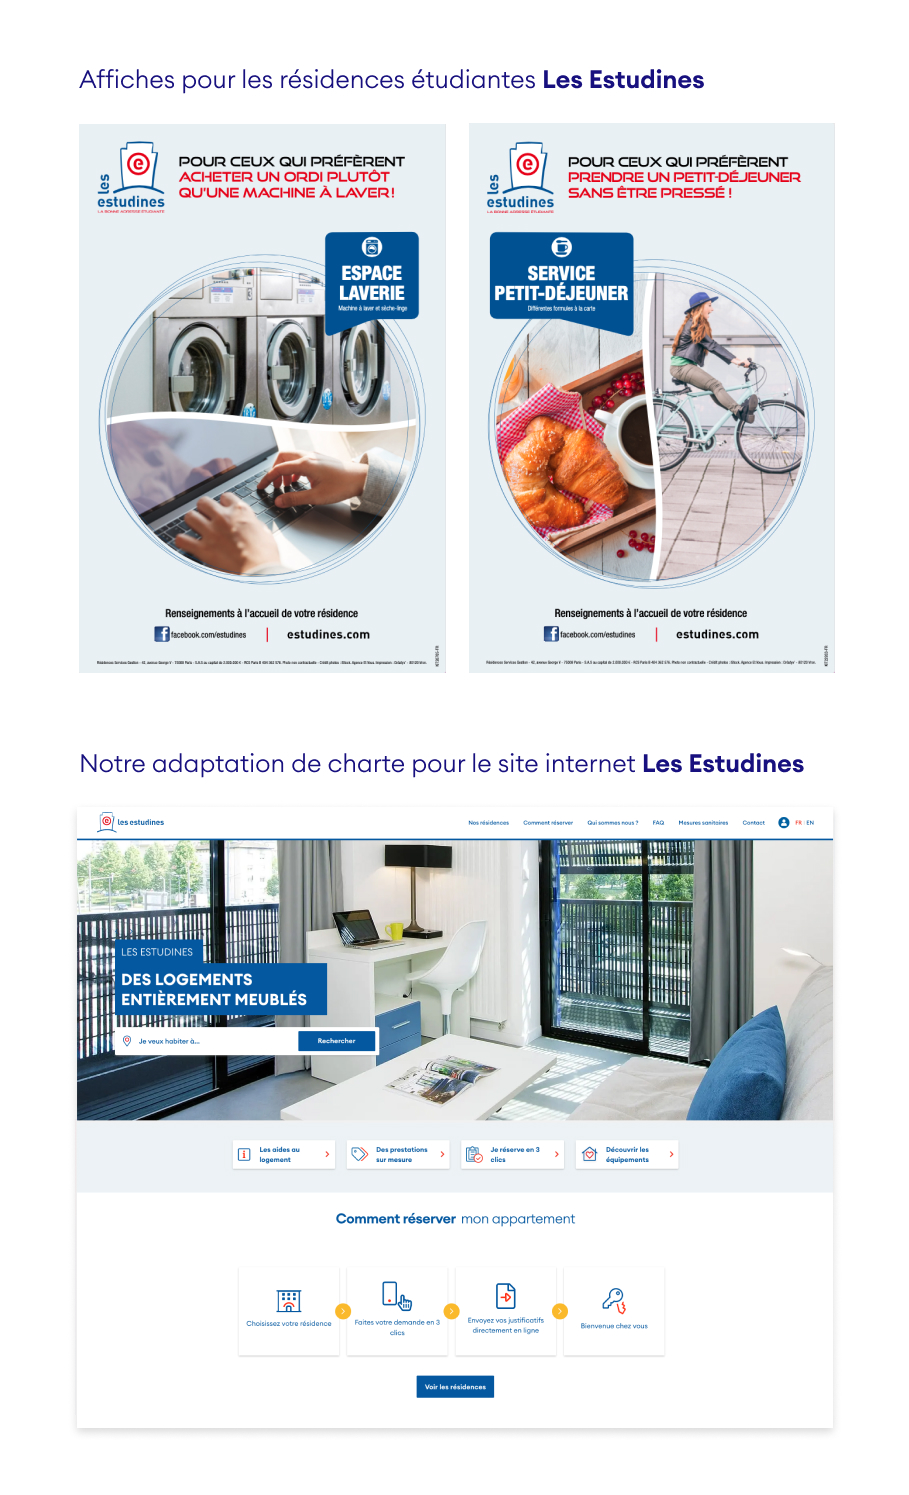 Affiches pour les résidences étudiantes Les Estudines
les
estudines
LA BONNE ADRESSE ÉTUDIANTE
POUR CEUX QUI PRÉFÈRENT
ACHETER UN ORDI PLUTÔT
QU'UNE MACHINE À LAVER!
ESPACE
LAVERIE
Machine à laver et sèche-linge
Renseignements à l'accueil de votre résidence
facebook.com/estudines
estudines.com
les
estudines
LA BONNE ADRESSE ÉTUDIANTE
POUR CEUX QUI PRÉFÈRENT
PRENDRE UN PETIT-DÉJEUNER
SANS ÊTRE PRESSÉ !
SERVICE
PETIT-DÉJEUNER
Différentes formules à la carte
Renseignements à l'accueil de votre résidence
facebook.com/estudines
estudines.com
Notre adaptation de charte pour le site internet Les Estudines
les estudines
Nos résidences Comment réserver Qui sommes nous ? FAQ Mesures sanitaires Contact FR EN
LES ESTUDINES
DES LOGEMENTS
ENTIÈREMENT MEUBLÉS
Je veux habiter à... Rechercher
Les aides au
logement
Des prestations
sur mesure
Je réserve en 3
clics
Découvrir les
équipements
Comment réserver mon appartement
Choisissez votre résidence
Faites votre demande en 3
clics
Envoyez vos justificatifs
directement en ligne
Bienvenue chez vous
Voir les résidences